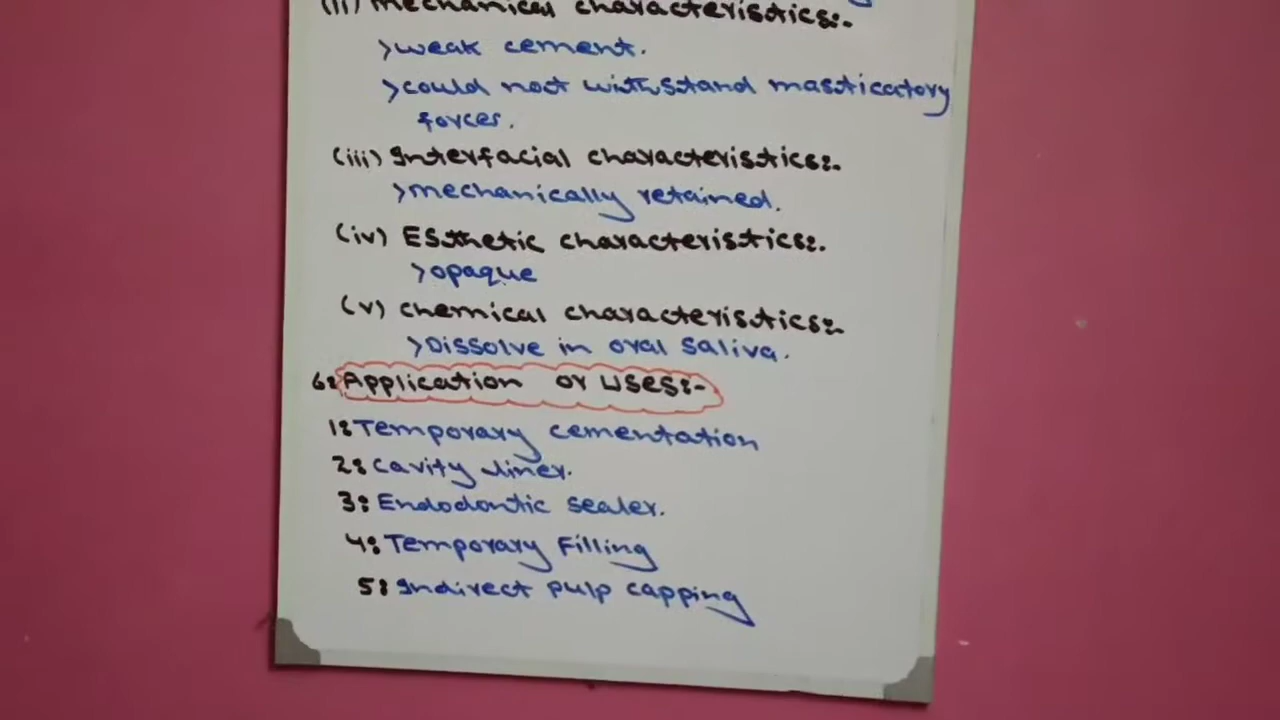 (ii) Mechanical characteristics:-
>weak cement.
>could not withstand masticatory
forces.
(iii) Interfacial characteristics:-
>mechanically retained.
(iv) Esthetic characteristics:-
>opaque
(v) chemical characteristics:-
>Dissolve in oral saliva.
6: Application or uses:-
1: Temporary cementation
2: cavity liner.
3: Endodontic sealer.
4: Temporary Filling
5: Indirect pulp capping